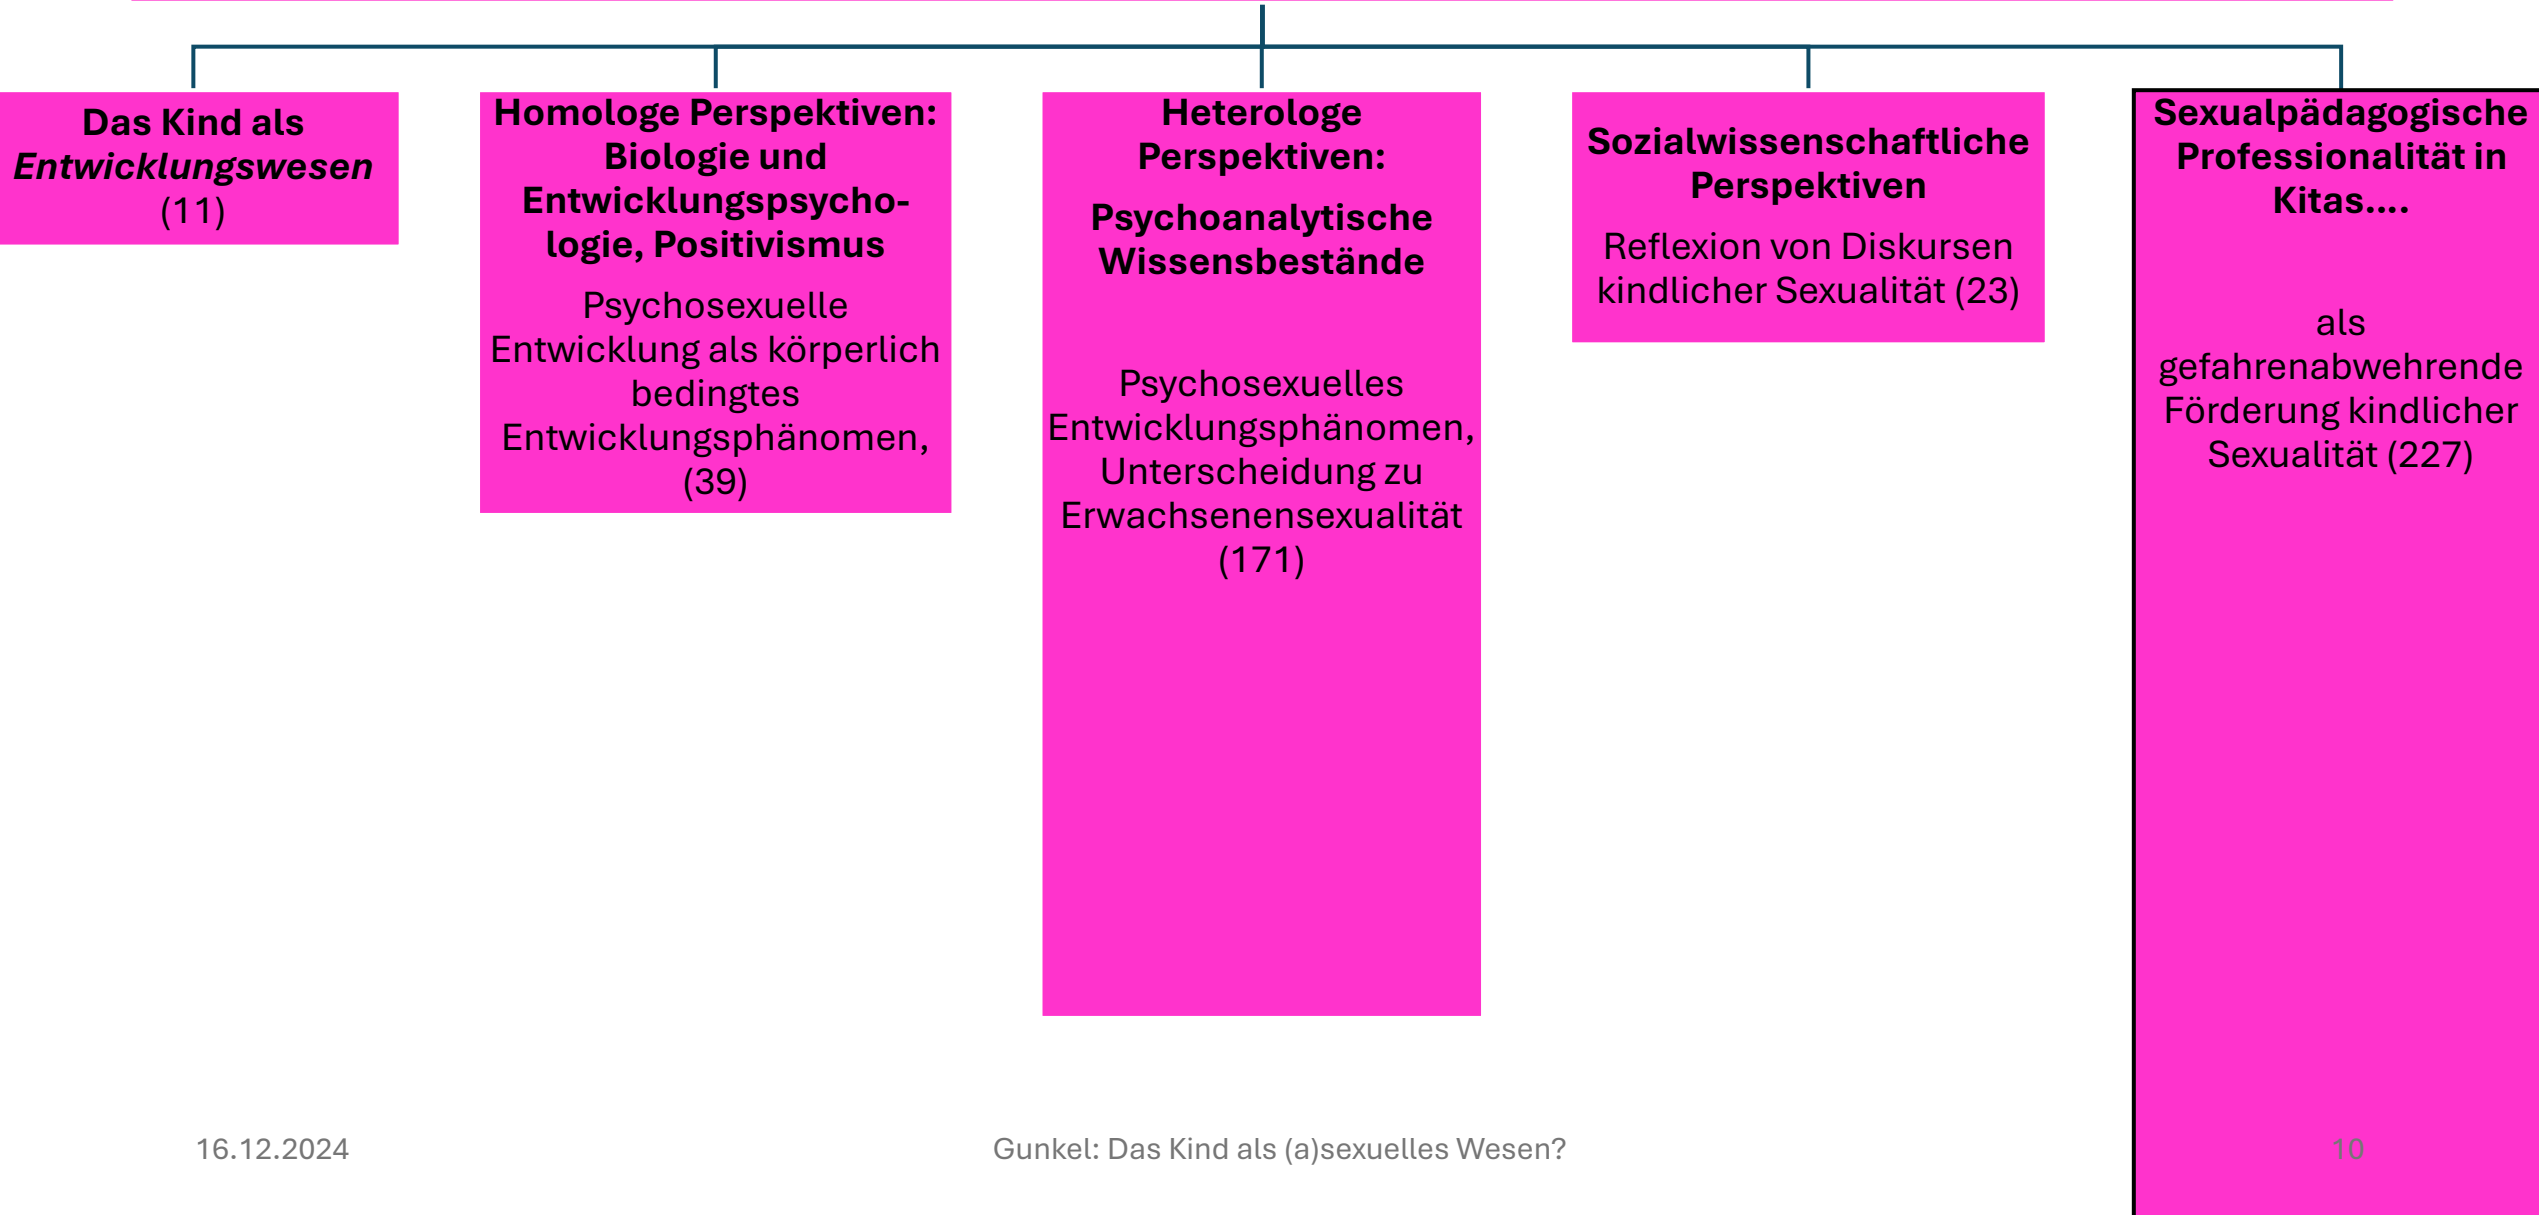 Das Kind als
Entwicklungswesen
(11)
Homologe Perspektiven:
Biologie und
Entwicklungspsycho-
logie, Positivismus
Psychosexuelle
Entwicklung als körperlich
bedingtes
Entwicklungsphänomen,
(39)
Heterologe
Perspektiven:
Psychoanalytische
Wissensbestände
Psychosexuelles
Entwicklungsphänomen,
Unterscheidung zu
Erwachsenensexualität
(171)
Sozialwissenschaftliche
Perspektiven
Reflexion von Diskursen
kindlicher Sexualität (23)
Sexualpädagogische
Professionalität in
Kitas....
als
gefahrenabwehrende
Förderung kindlicher
Sexualität (227)
16.12.2024
Gunkel: Das Kind als (a)sexuelles Wesen?
10